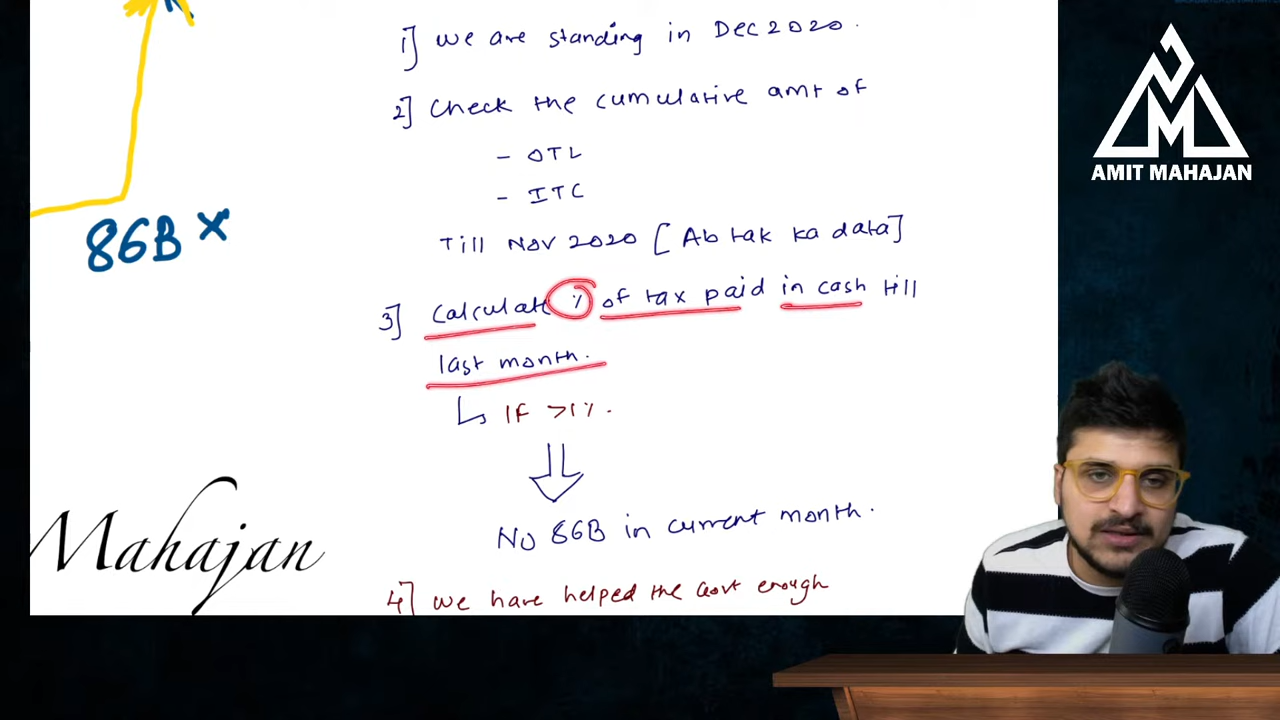 1] We are standing in Dec 2020.
2] Check the cumulative amt of
- OTL
- ITC
Till Nov 2020 [Ab tak ka data]
86B ×
3] Calculate % of tax paid in cash till
last month.
↳ IF >1%.
No 86B in current month.
4] We have helped the Govt enough
Mahajan
AMIT MAHAJAN